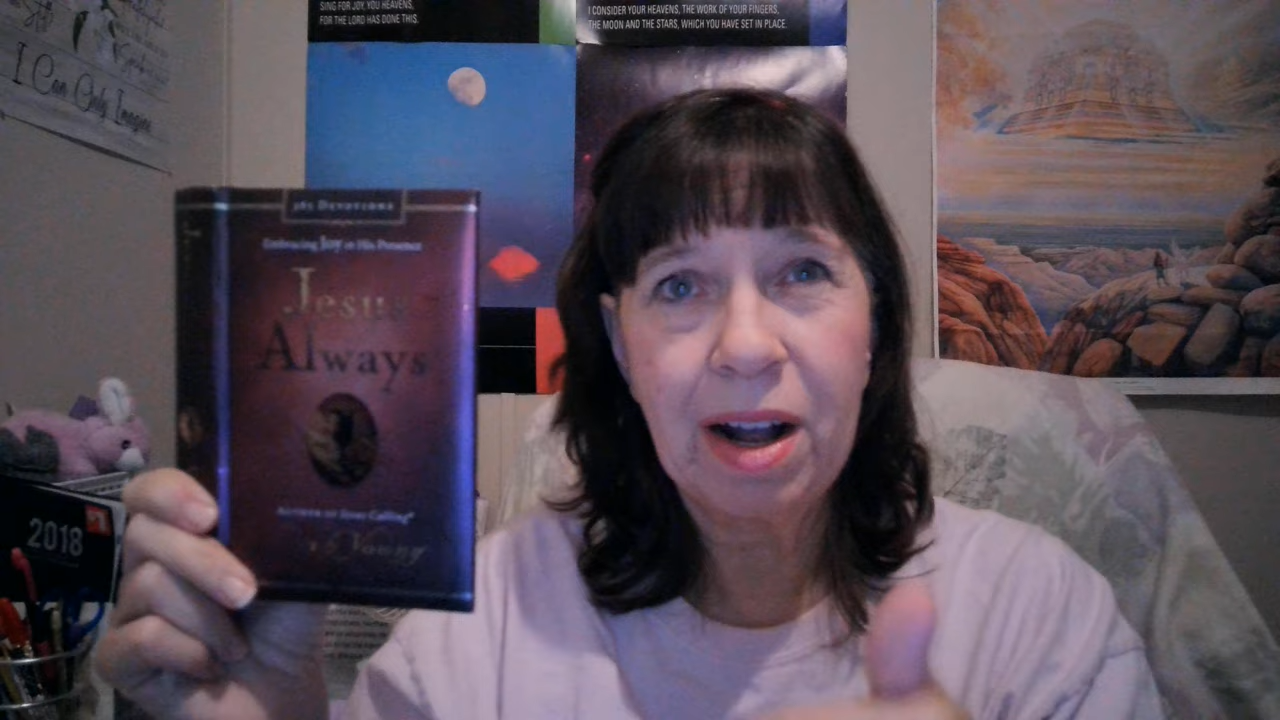 SING FOR JOY, YOU HEAVENS,
FOR THE LORD HAS DONE THIS.
I CONSIDER YOUR HEAVENS, THE WORK OF YOUR FINGERS,
THE MOON AND THE STARS, WHICH YOU HAVE SET IN PLACE.
I Can Only Imagine
365 DEVOTIONS
Embracing Joy in His Presence
Jesus
Always
AUTHOR OF Jesus Calling®
Young
2018